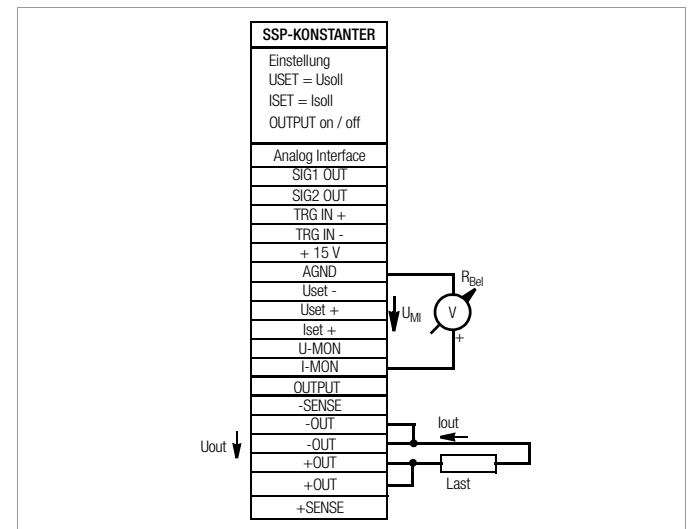 SSP-KONSTANTER
Einstellung
USET = Usoll
ISET = Isoll
OUTPUT on / off
Analog Interface
SIG1 OUT
SIG2 OUT
TRG IN +
TRG IN -
+ 15 V
AGND
Uset -
Uset +
Iset +
U-MON
I-MON
OUTPUT
-SENSE
-OUT
-OUT
+OUT
+OUT
+SENSE
RBel
UMI
V
+
Uout
Iout
Last